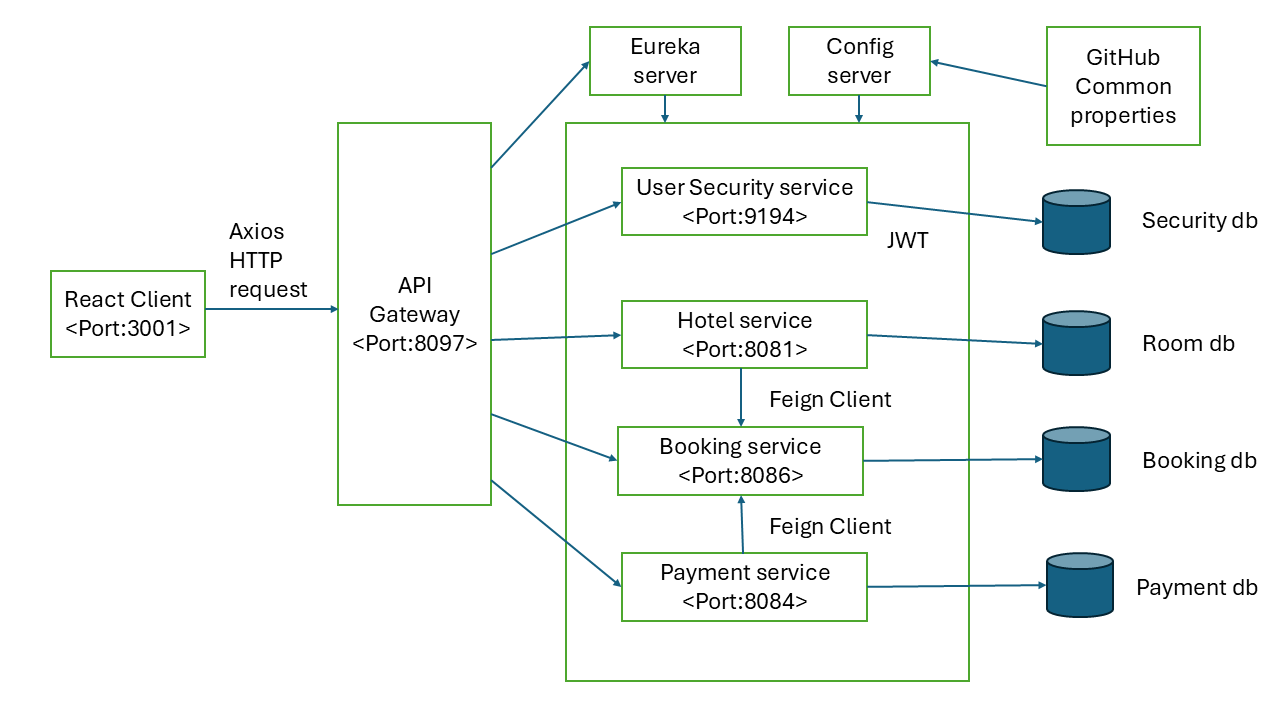 Eureka
server
Config
server
GitHub
Common
properties
User Security service
<Port:9194>
Security db
JWT
Axios
HTTP
request
React Client
<Port:3001>
API
Gateway
<Port:8097>
Hotel service
<Port:8081>
Room db
Feign Client
Booking service
<Port:8086>
Booking db
Feign Client
Payment service
<Port:8084>
Payment db